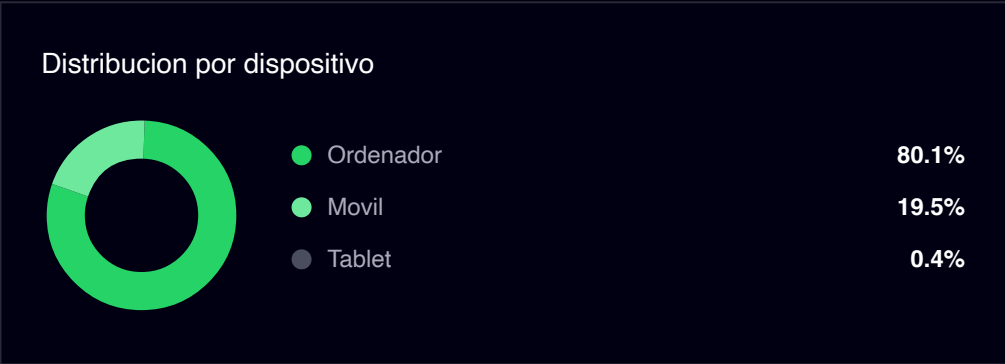 Distribucion por dispositivo
Ordenador 80.1%
Movil 19.5%
Tablet 0.4%